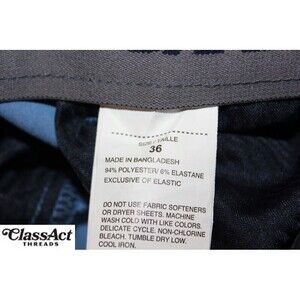 SIZE / TAILLE
36
MADE IN BANGLADESH
94% POLYESTER/ 6% ELASTANE
EXCLUSIVE OF ELASTIC
DO NOT USE FABRIC SOFTENERS
OR DRYER SHEETS. MACHINE
WASH COLD WITH LIKE COLORS.
DELICATE CYCLE. NON-CHLORINE
BLEACH. TUMBLE DRY LOW.
COOL IRON.
ClassAct
THREADS